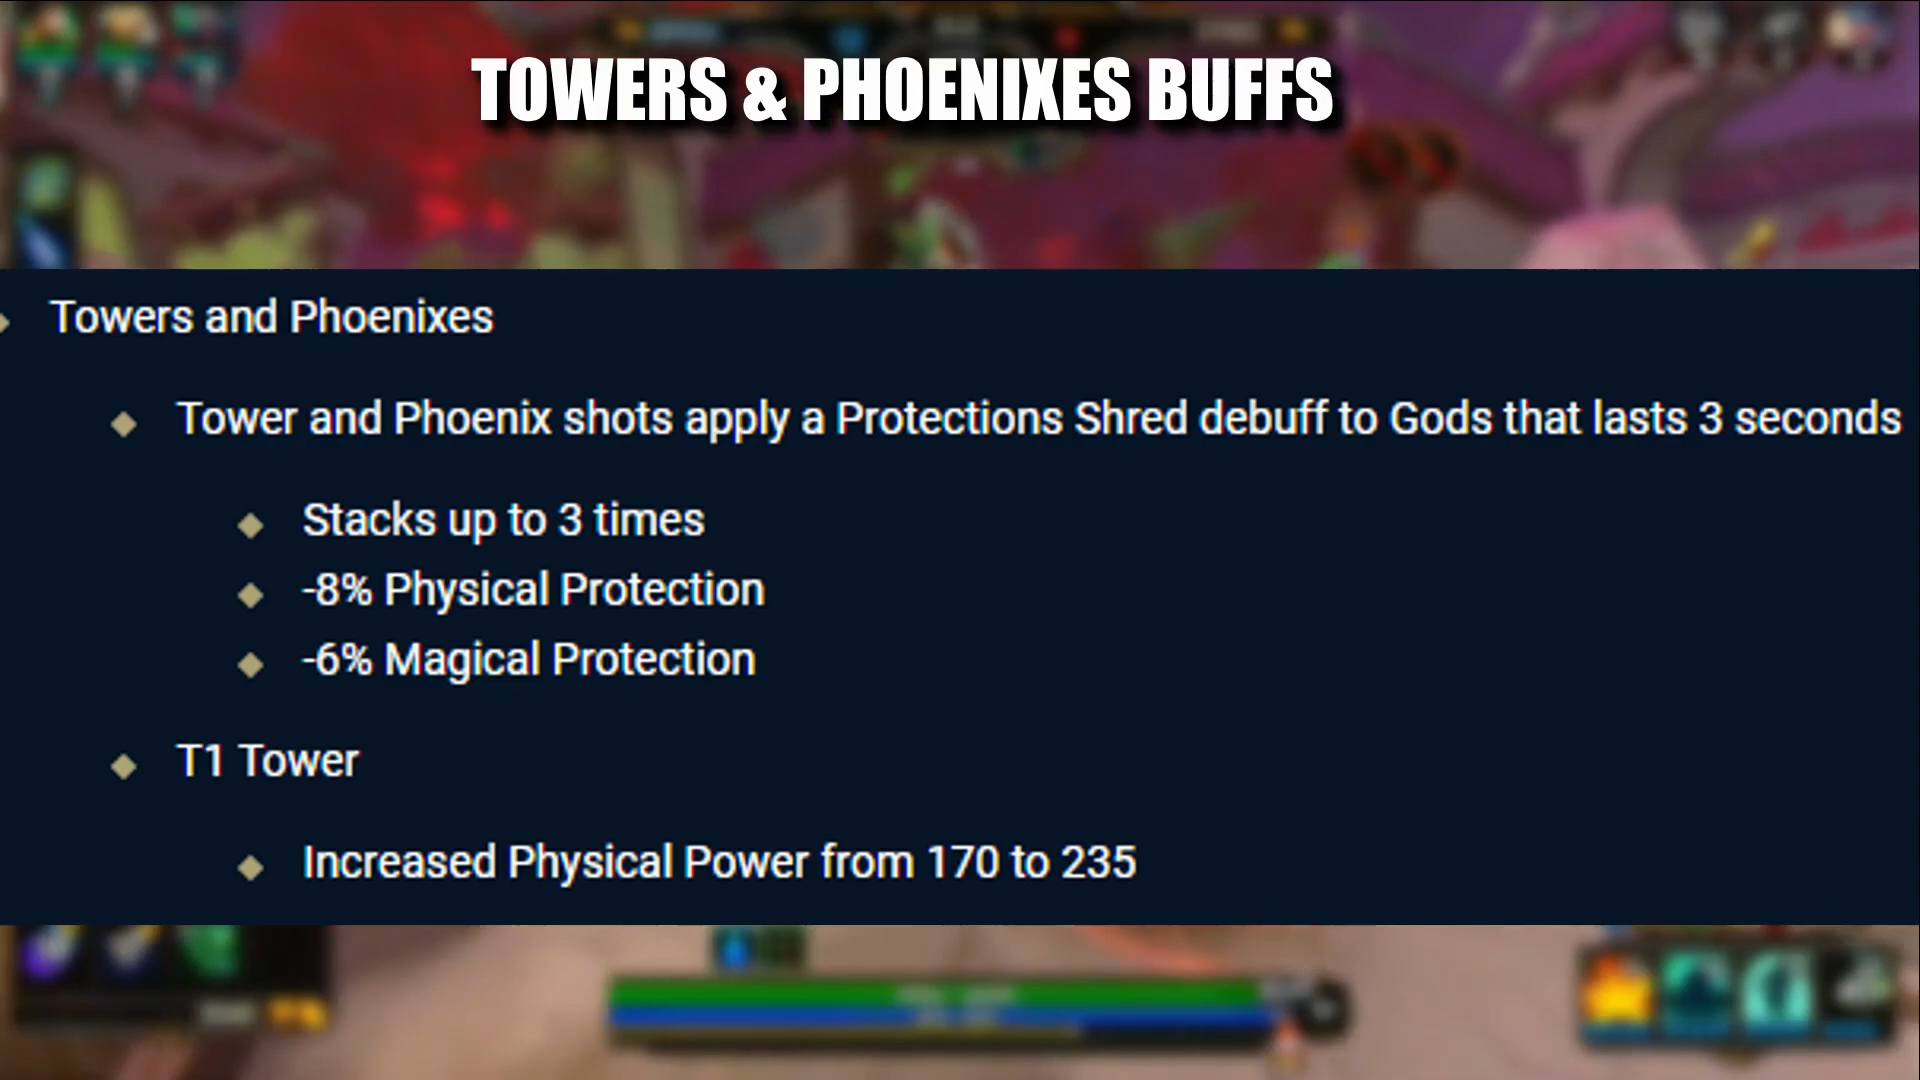 TOWERS & PHOENIXES BUFFS
Towers and Phoenixes
Tower and Phoenix shots apply a Protections Shred debuff to Gods that lasts 3 seconds
Stacks up to 3 times
-8% Physical Protection
-6% Magical Protection
T1 Tower
Increased Physical Power from 170 to 235